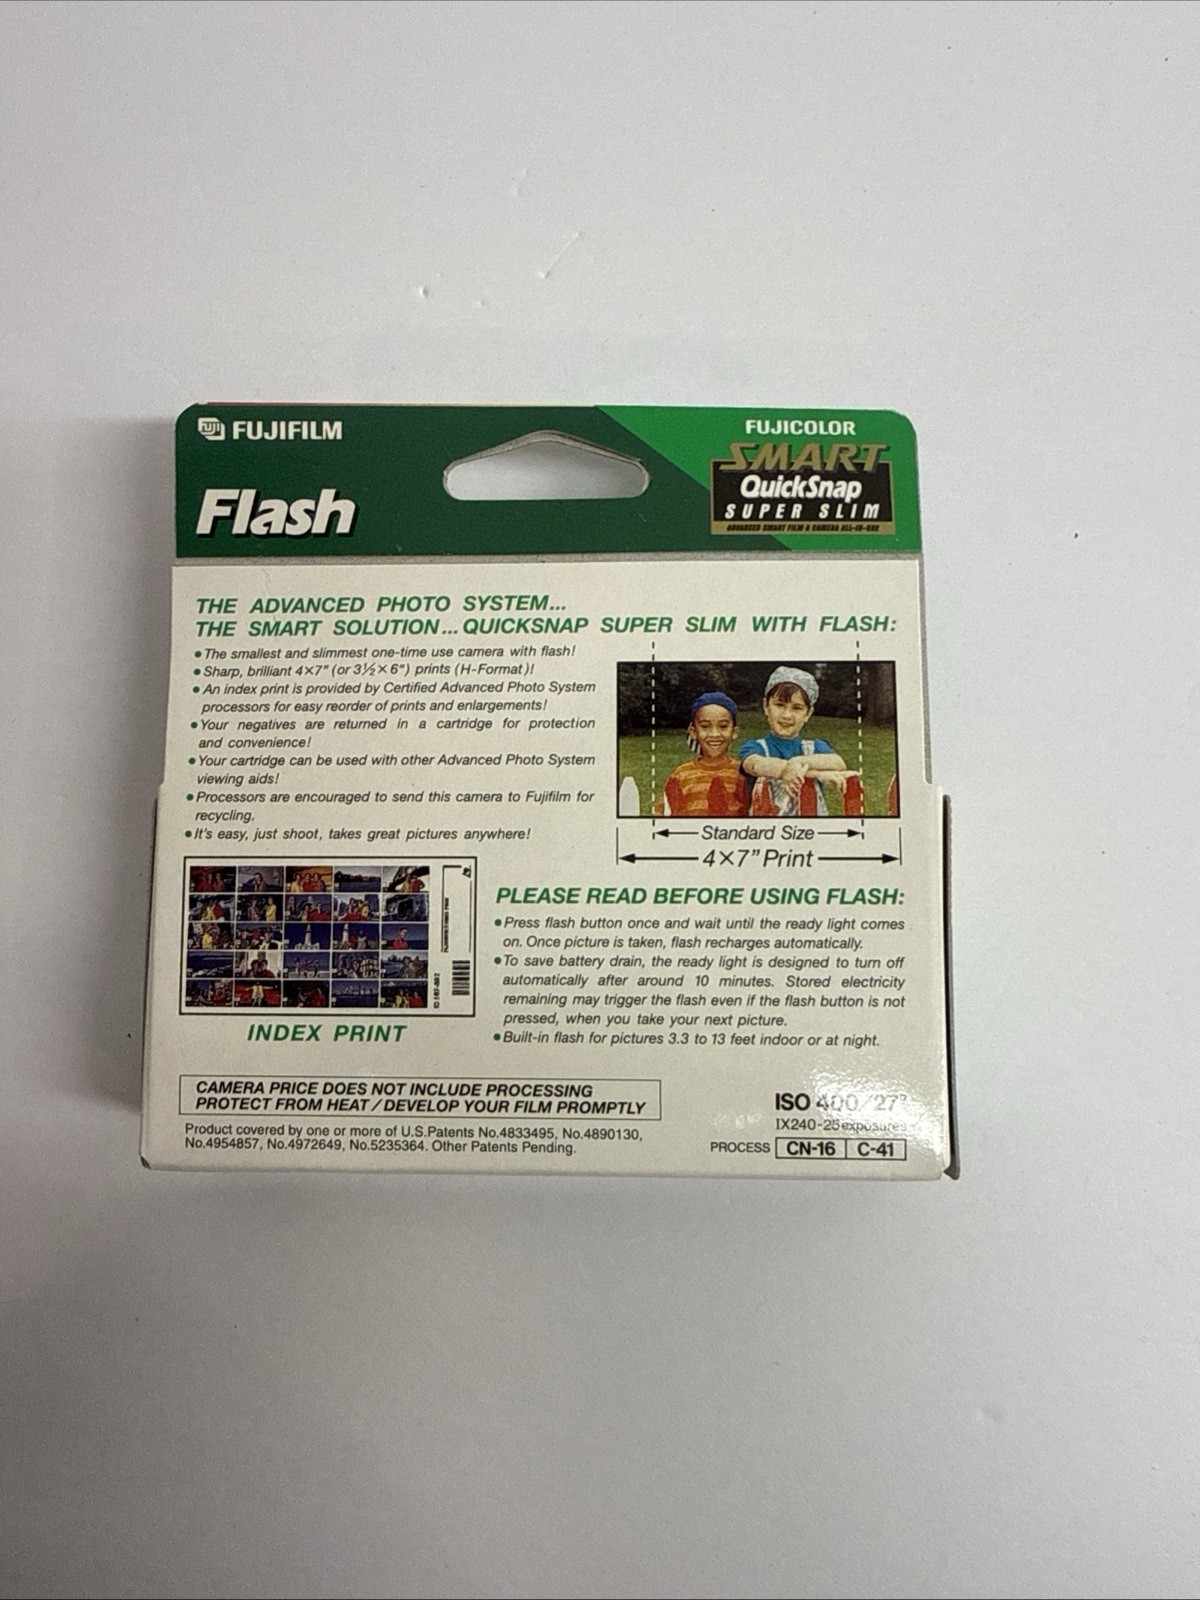 FUJI FUJIFILM
Flash
FUJICOLOR
SMART
QuickSnap
SUPER SLIM
ADVANCED SMART FILM & CAMERA ALL-IN-ONE
THE ADVANCED PHOTO SYSTEM...
THE SMART SOLUTION...QUICKSNAP SUPER SLIM WITH FLASH:
●The smallest and slimmest one-time use camera with flash!
●Sharp, brilliant 4×7" (or 3½×6") prints (H-Format)!
●An index print is provided by Certified Advanced Photo System
processors for easy reorder of prints and enlargements!
●Your negatives are returned in a cartridge for protection
and convenience!
●Your cartridge can be used with other Advanced Photo System
viewing aids!
●Processors are encouraged to send this camera to Fujifilm for
recycling.
●It's easy, just shoot, takes great pictures anywhere!
Standard Size
4×7" Print
INDEX PRINT
PLEASE READ BEFORE USING FLASH:
●Press flash button once and wait until the ready light comes
on. Once picture is taken, flash recharges automatically.
●To save battery drain, the ready light is designed to turn off
automatically after around 10 minutes. Stored electricity
remaining may trigger the flash even if the flash button is not
pressed, when you take your next picture.
●Built-in flash for pictures 3.3 to 13 feet indoor or at night.
CAMERA PRICE DOES NOT INCLUDE PROCESSING
PROTECT FROM HEAT/DEVELOP YOUR FILM PROMPTLY
Product covered by one or more of U.S.Patents No.4833495, No.4890130,
No.4954857, No.4972649, No.5235364. Other Patents Pending.
ISO 400/27°
IX240-25exposures
PROCESS CN-16 C-41